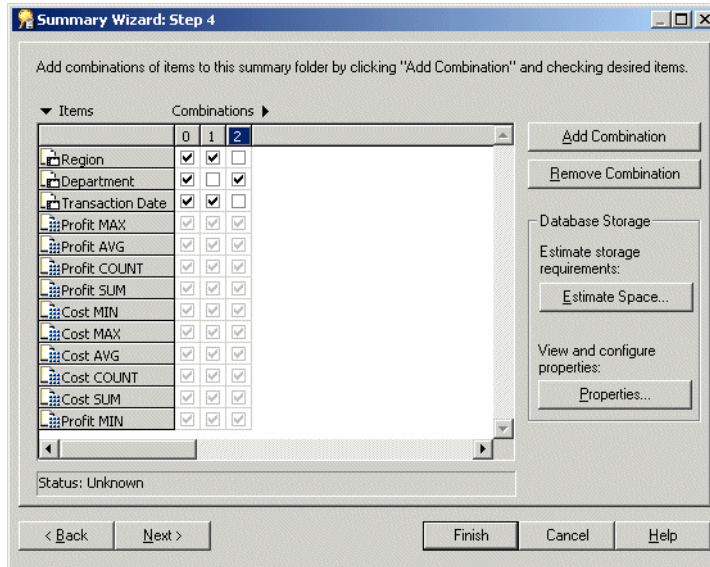 Summary Wizard: Step 4
Add combinations of items to this summary folder by clicking "Add Combination" and checking desired items.
Items Combinations
0 1 2
Region
Department
Transaction Date
Profit MAX
Profit AVG
Profit COUNT
Profit SUM
Cost MIN
Cost MAX
Cost AVG
Cost COUNT
Cost SUM
Profit MIN
Status: Unknown
Add Combination
Remove Combination
Database Storage
Estimate storage
requirements:
Estimate Space...
View and configure
properties:
Properties...
< Back Next > Finish Cancel Help